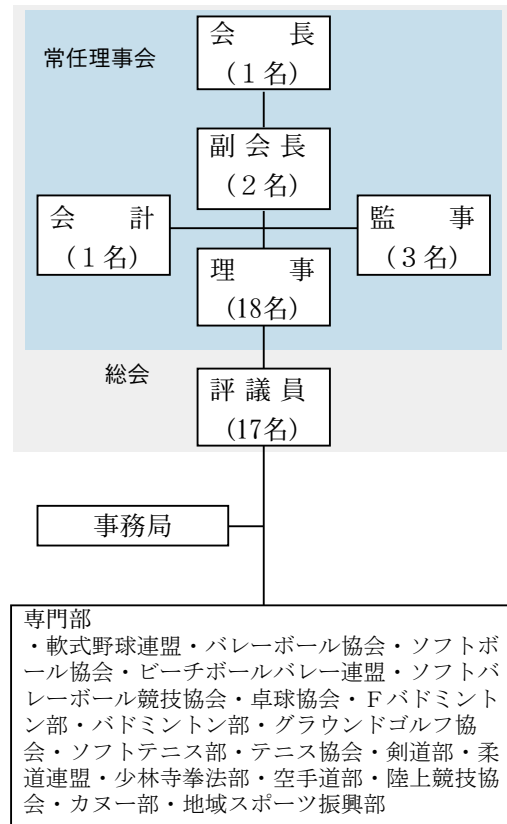 会　　長
(１名)
常任理事会
副 会 長
(２名)
会　　計
(１名)
監　　事
(３名)
理　　事
(18名)
総会
評 議 員
(17名)
事務局
専門部
・軟式野球連盟・バレーボール協会・ソフトボ
ール協会・ビーチボールバレー連盟・ソフトバ
レーボール競技協会・卓球協会・Ｆバドミント
ン部・バドミントン部・グラウンドゴルフ協
会・ソフトテニス部・テニス協会・剣道部・柔
道連盟・少林寺拳法部・空手道部・陸上競技協
会・カヌー部・地域スポーツ振興部